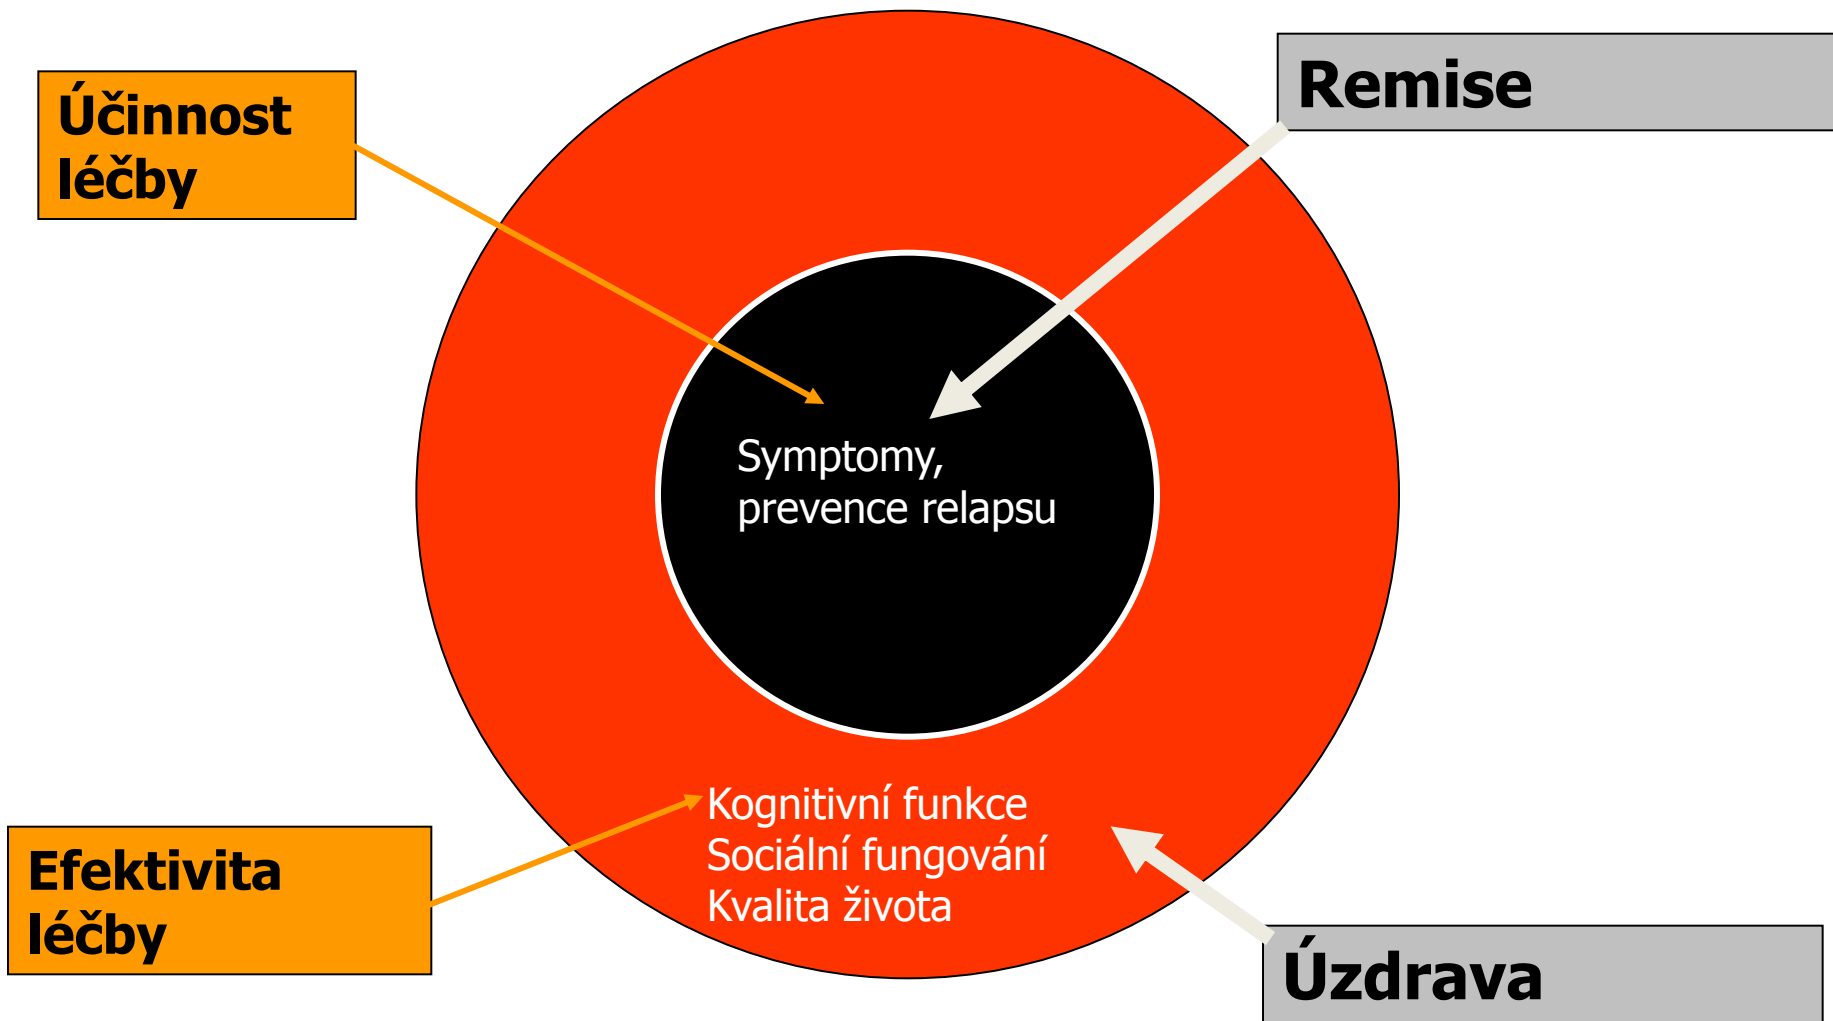 Účinnost
léčby
Remise
Symptomy,
prevence relapsu
Kognitivní funkce
Sociální fungování
Kvalita života
Efektivita
léčby
Úzdrava